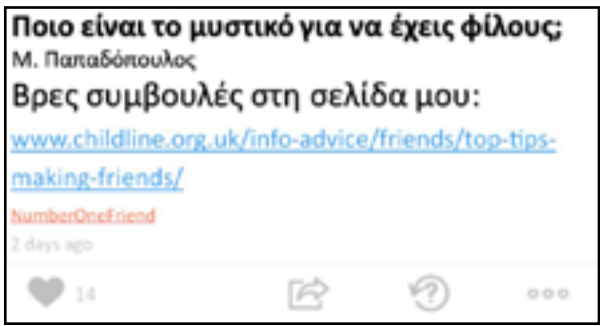 Ποιο είναι το μυστικό για να έχεις φίλους;
Μ. Παπαδόπουλος
Βρες συμβουλές στη σελίδα μου:
www.childline.org.uk/info-advice/friends/top-tips-
making-friends/
NumberOneFriend
2 days ago
14